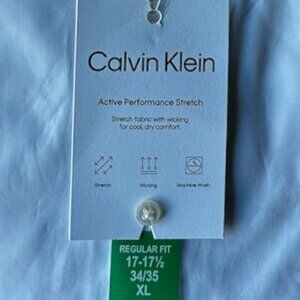 Calvin Klein
Active Performance Stretch
Stretch fabric with wicking
for cool, dry comfort.
Stretch Wicking Machine Wash
REGULAR FIT
17-17½
34/35
XL